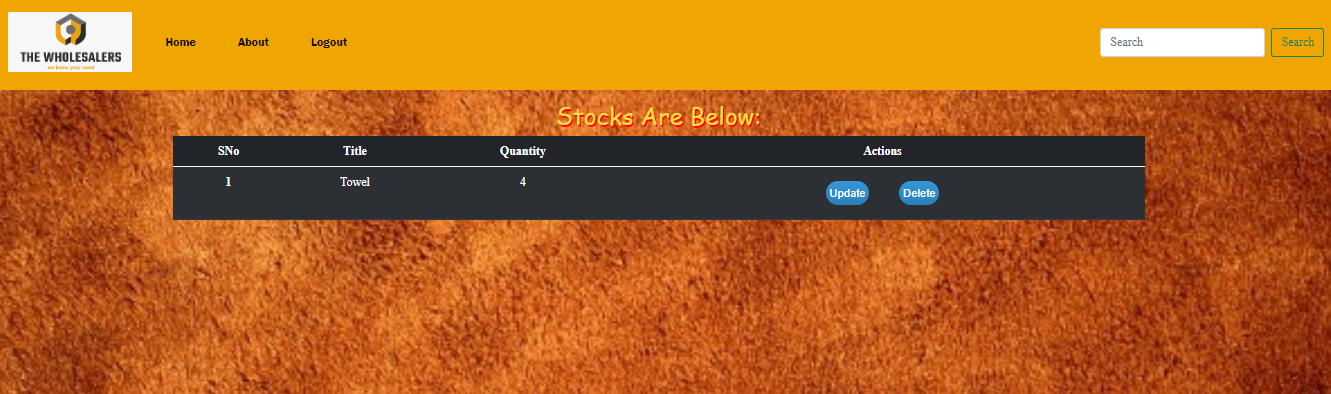 THE WHOLESALERS
we know your need
Home About Logout Search Search
Stocks Are Below:
SNo Title Quantity Actions
1 Towel 4 Update Delete